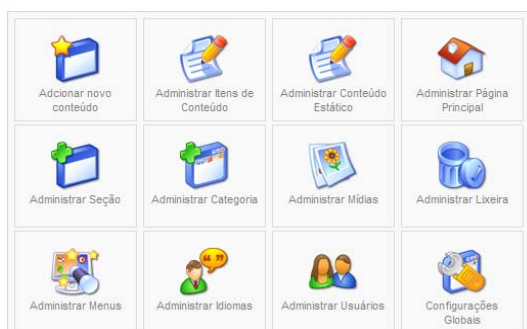 Adcionar novo
conteúdo
Administrar Itens de
Conteúdo
Administrar Conteúdo
Estático
Administrar Página
Principal
Administrar Seção
Administrar Categoria
Administrar Mídias
Administrar Lixeira
Administrar Menus
Administrar Idiomas
Administrar Usuários
Configurações
Globais